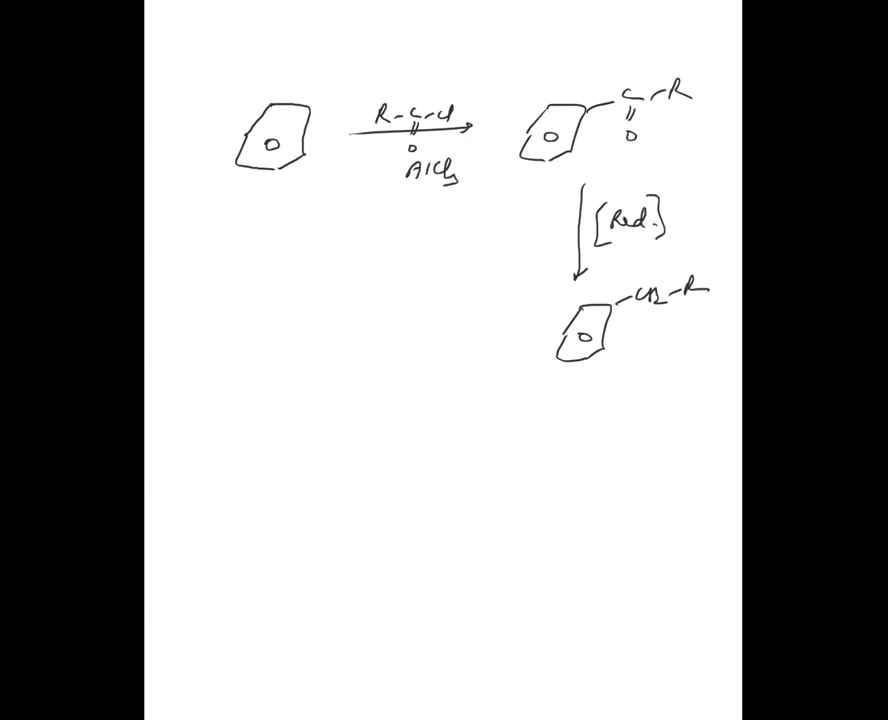 R-C-Cl
O
AlCl3
C-R
O
[Red.]
CH2-R
O
O
O